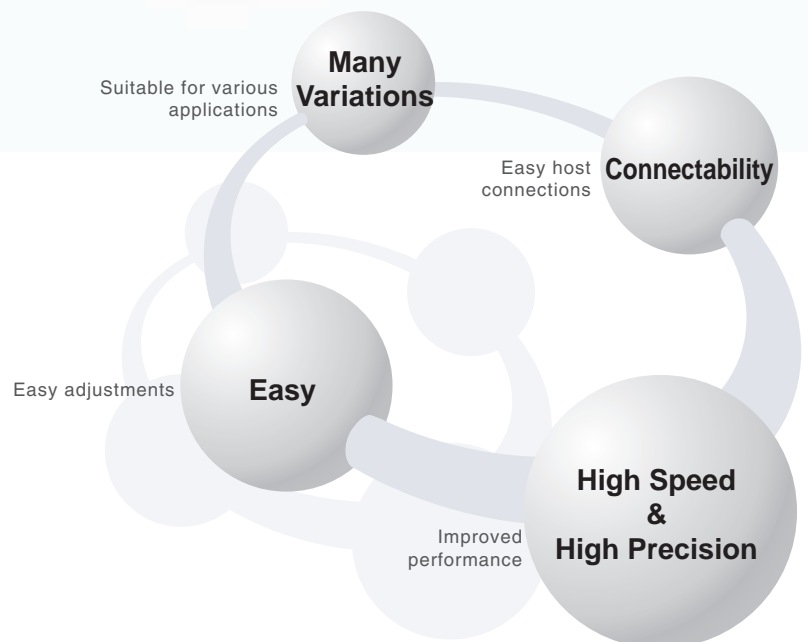 Many
Variations
Suitable for various
applications
Connectability
Easy host
connections
Easy
Easy adjustments
High Speed
&
High Precision
Improved
performance